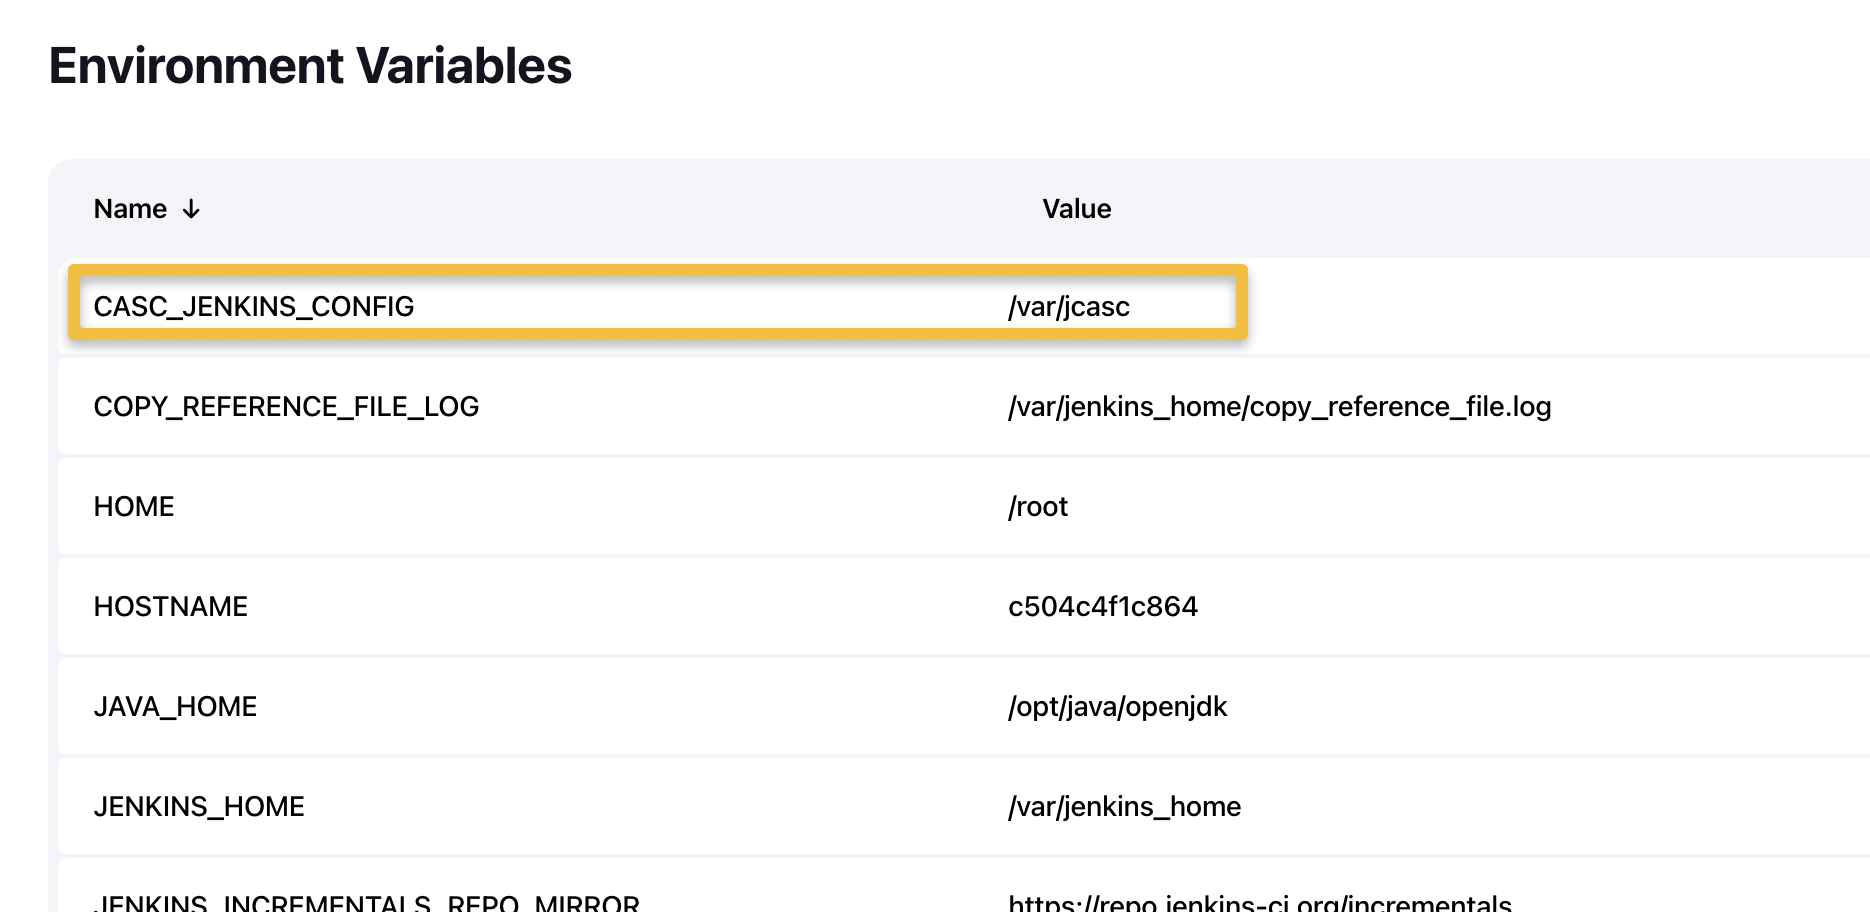 Environment Variables
Name ↓ Value
CASC_JENKINS_CONFIG /var/jcasc
COPY_REFERENCE_FILE_LOG /var/jenkins_home/copy_reference_file.log
HOME /root
HOSTNAME c504c4f1c864
JAVA_HOME /opt/java/openjdk
JENKINS_HOME /var/jenkins_home
JENKINS_INCREMENTALS_REPO_MIRROR https://repo.jenkins-ci.org/incrementals